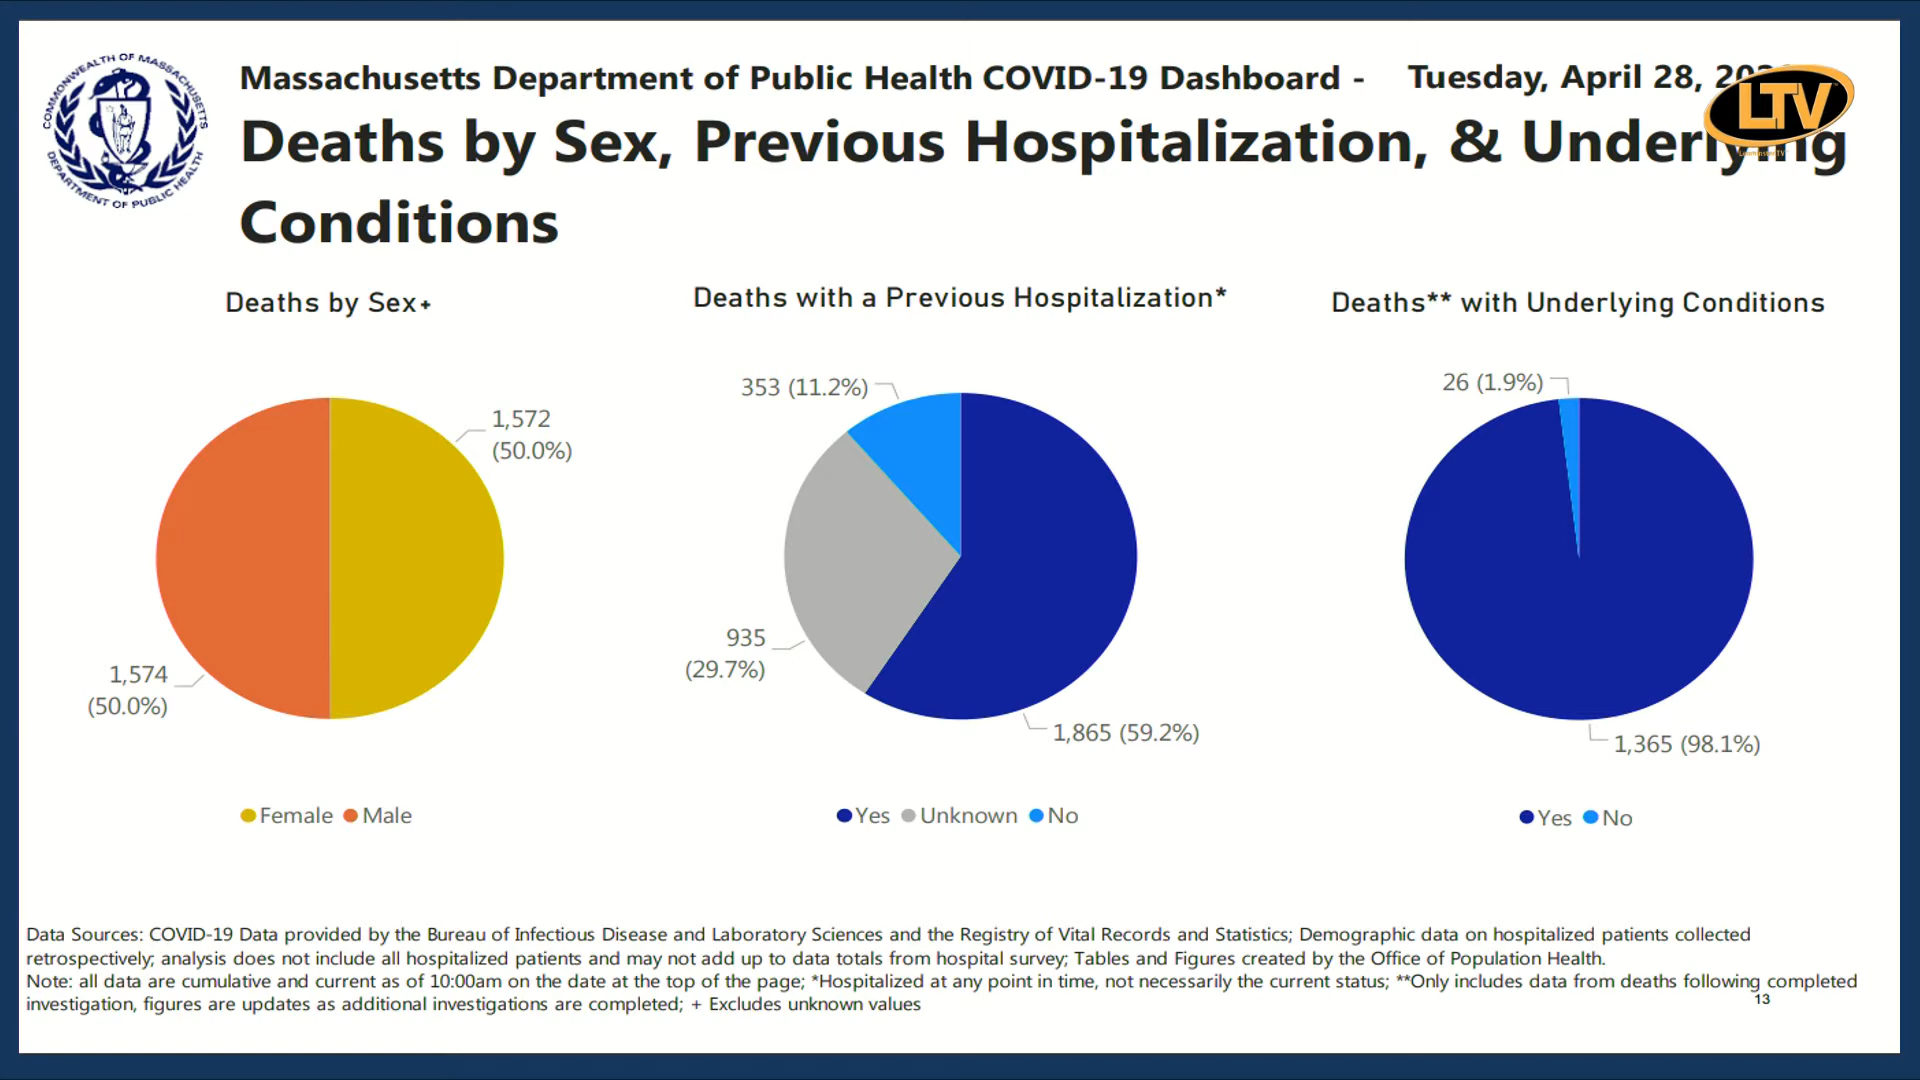 COMMONWEALTH OF MASSACHUSETTS
DEPARTMENT OF PUBLIC HEALTH
Massachusetts Department of Public Health COVID-19 Dashboard - Tuesday, April 28,
LTV
Deaths by Sex, Previous Hospitalization, & Underlying
Conditions
Deaths by Sex+
1,572
(50.0%)
1,574
(50.0%)
Female Male
Deaths with a Previous Hospitalization*
353 (11.2%)
935
(29.7%)
1,865 (59.2%)
Yes Unknown No
Deaths** with Underlying Conditions
26 (1.9%)
1,365 (98.1%)
Yes No
Data Sources: COVID-19 Data provided by the Bureau of Infectious Disease and Laboratory Sciences and the Registry of Vital Records and Statistics; Demographic data on hospitalized patients collected
retrospectively; analysis does not include all hospitalized patients and may not add up to data totals from hospital survey; Tables and Figures created by the Office of Population Health.
Note: all data are cumulative and current as of 10:00am on the date at the top of the page; *Hospitalized at any point in time, not necessarily the current status; **Only includes data from deaths following completed
investigation, figures are updates as additional investigations are completed; + Excludes unknown values
13